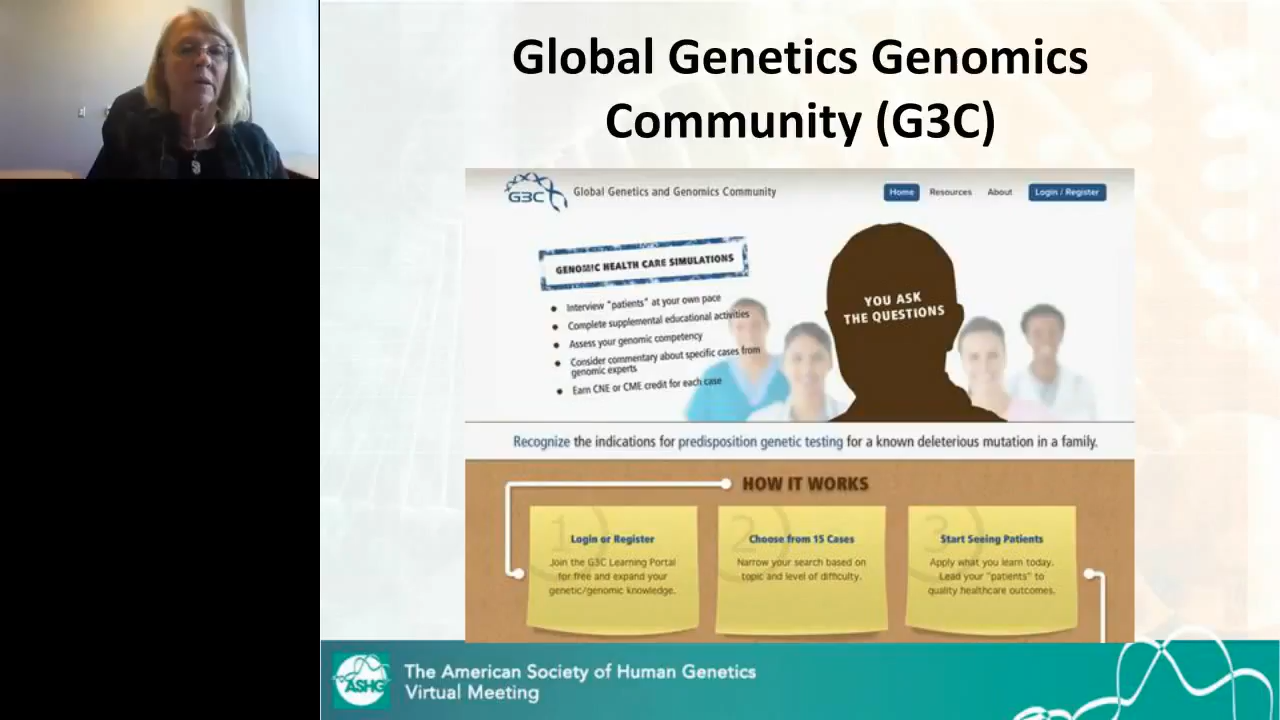 Global Genetics Genomics
Community (G3C)
G3C
Global Genetics and Genomics Community
Home
Resources
About
Login / Register
GENOMIC HEALTH CARE SIMULATIONS
Interview "patients" at your own pace
Complete supplemental educational activities
Assess your genomic competency
Consider commentary about specific cases from
genomic experts
Earn CNE or CME credit for each case
YOU ASK
THE QUESTIONS
Recognize the indications for predisposition genetic testing for a known deleterious mutation in a family.
HOW IT WORKS
1)
Login or Register
Join the G3C Learning Portal
for free and expand your
genetic/genomic knowledge.
2)
Choose from 15 Cases
Narrow your search based on
topic and level of difficulty.
3)
Start Seeing Patients
Apply what you learn today.
Lead your "patients" to
quality healthcare outcomes.
ASHG
The American Society of Human Genetics
Virtual Meeting